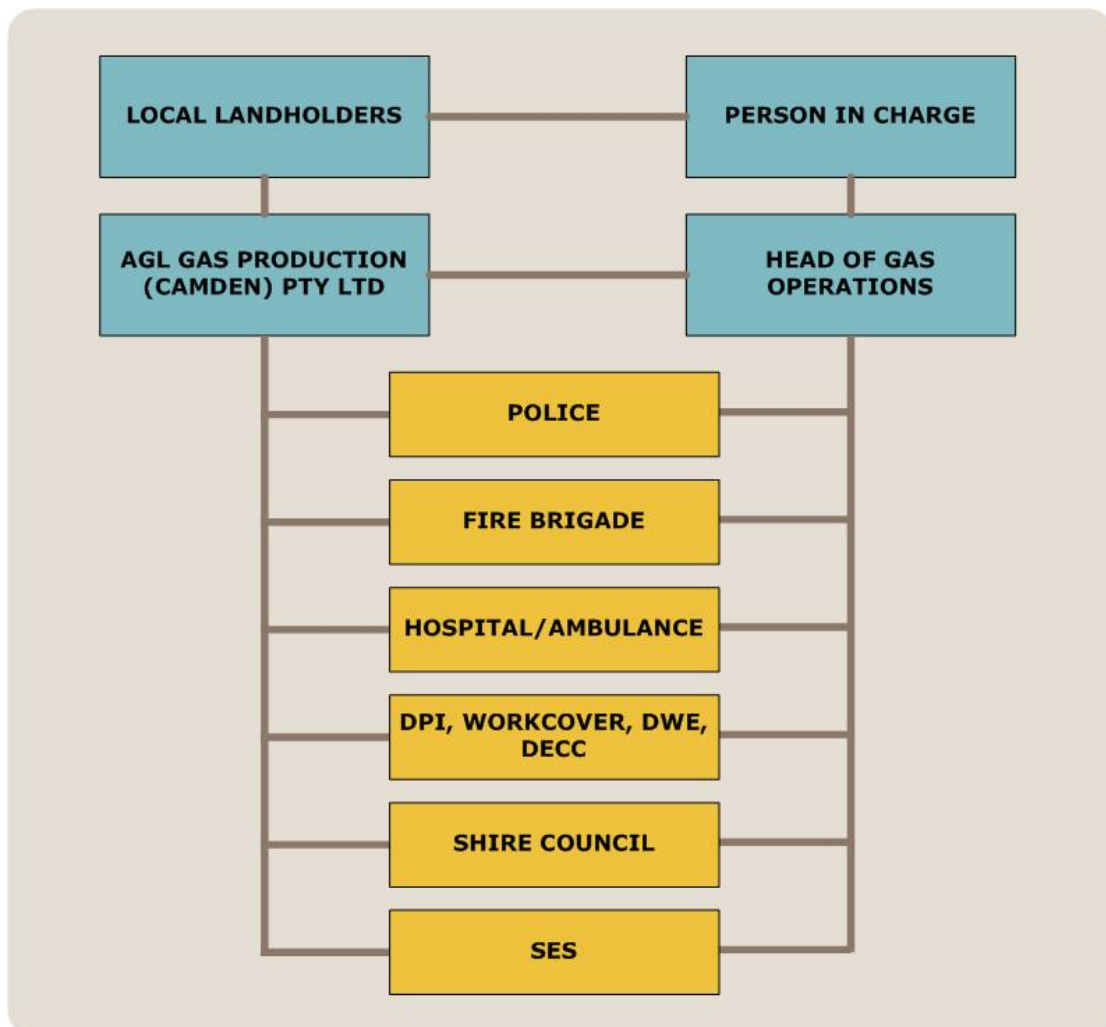 LOCAL LANDHOLDERS
PERSON IN CHARGE
AGL GAS PRODUCTION
(CAMDEN) PTY LTD
HEAD OF GAS
OPERATIONS
POLICE
FIRE BRIGADE
HOSPITAL/AMBULANCE
DPI, WORKCOVER, DWE,
DECC
SHIRE COUNCIL
SES